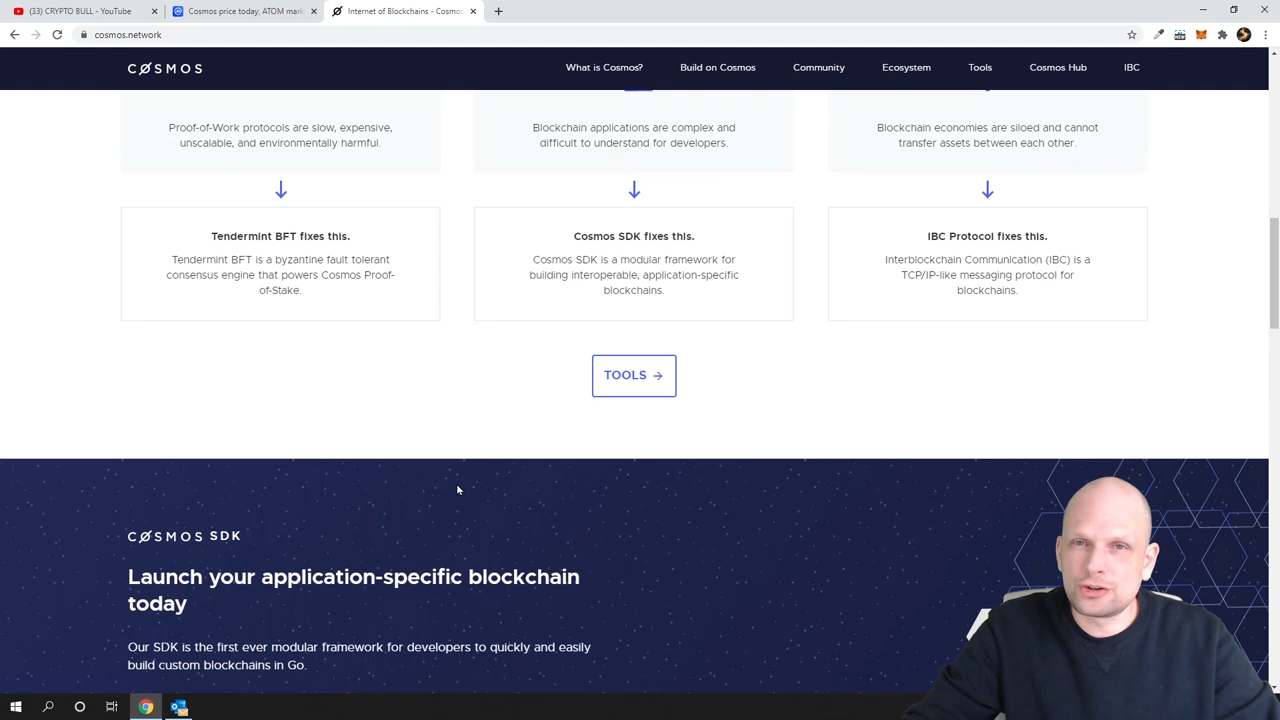 (33) CRYPTO BULL - YouTube
Cosmos price today, ATOM mark
Internet of Blockchains - Cosmos
cosmos.network
COSMOS
What is Cosmos?
Build on Cosmos
Community
Ecosystem
Tools
Cosmos Hub
IBC
Proof-of-Work protocols are slow, expensive,
unscalable, and environmentally harmful.
Blockchain applications are complex and
difficult to understand for developers.
Blockchain economies are siloed and cannot
transfer assets between each other.
Tendermint BFT fixes this.
Tendermint BFT is a byzantine fault tolerant
consensus engine that powers Cosmos Proof-
of-Stake.
Cosmos SDK fixes this.
Cosmos SDK is a modular framework for
building interoperable, application-specific
blockchains.
IBC Protocol fixes this.
Interblockchain Communication (IBC) is a
TCP/IP-like messaging protocol for
blockchains.
TOOLS →
COSMOS SDK
Launch your application-specific blockchain
today
Our SDK is the first ever modular framework for developers to quickly and easily
build custom blockchains in Go.